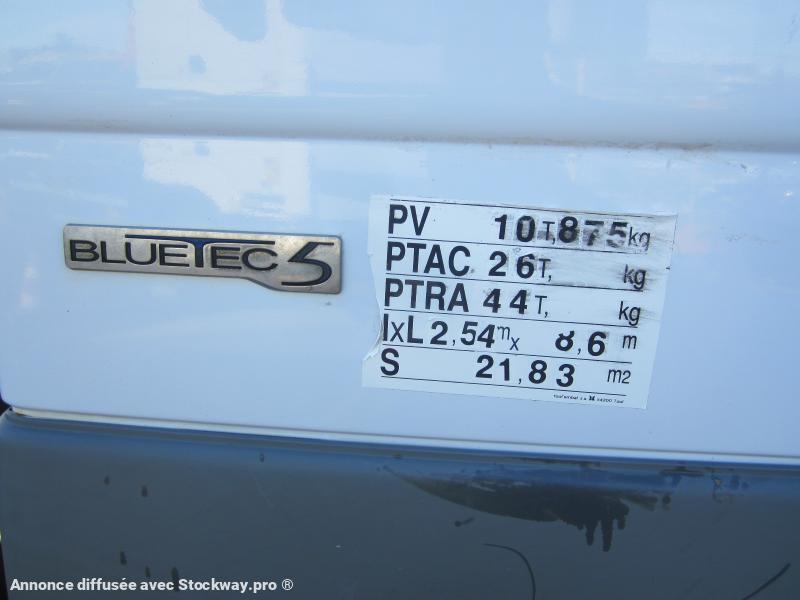 BLUETEC 5
PV 10T,875kg
PTAC 26T, kg
PTRA 44T, kg
IxL 2,54m x 8,6 m
S 21,83 m2
Annonce diffusée avec Stockway.pro ®